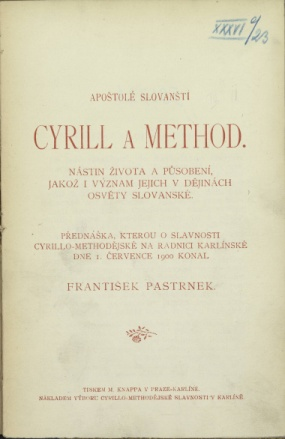 XXXVI a/23
APOŠTOLÉ SLOVANŠTÍ
CYRILL A METHOD.
NÁSTIN ŽIVOTA A PŮSOBENÍ,
JAKOŽ I VÝZNAM JEJICH V DĚJINÁCH
OSVĚTY SLOVANSKÉ.
PŘEDNÁŠKA, KTEROU O SLAVNOSTI
CYRILLO-METHODĚJSKÉ NA RADNICI KARLÍNSKÉ
DNE 1. ČERVENCE 1900 KONAL
FRANTIŠEK PASTRNEK.
TISKEM M. KNAPPA V PRAZE-KARLÍNĚ.
NÁKLADEM VÝBORU CYRILLO-METHODĚJSKÉ SLAVNOSTI V KARLÍNĚ